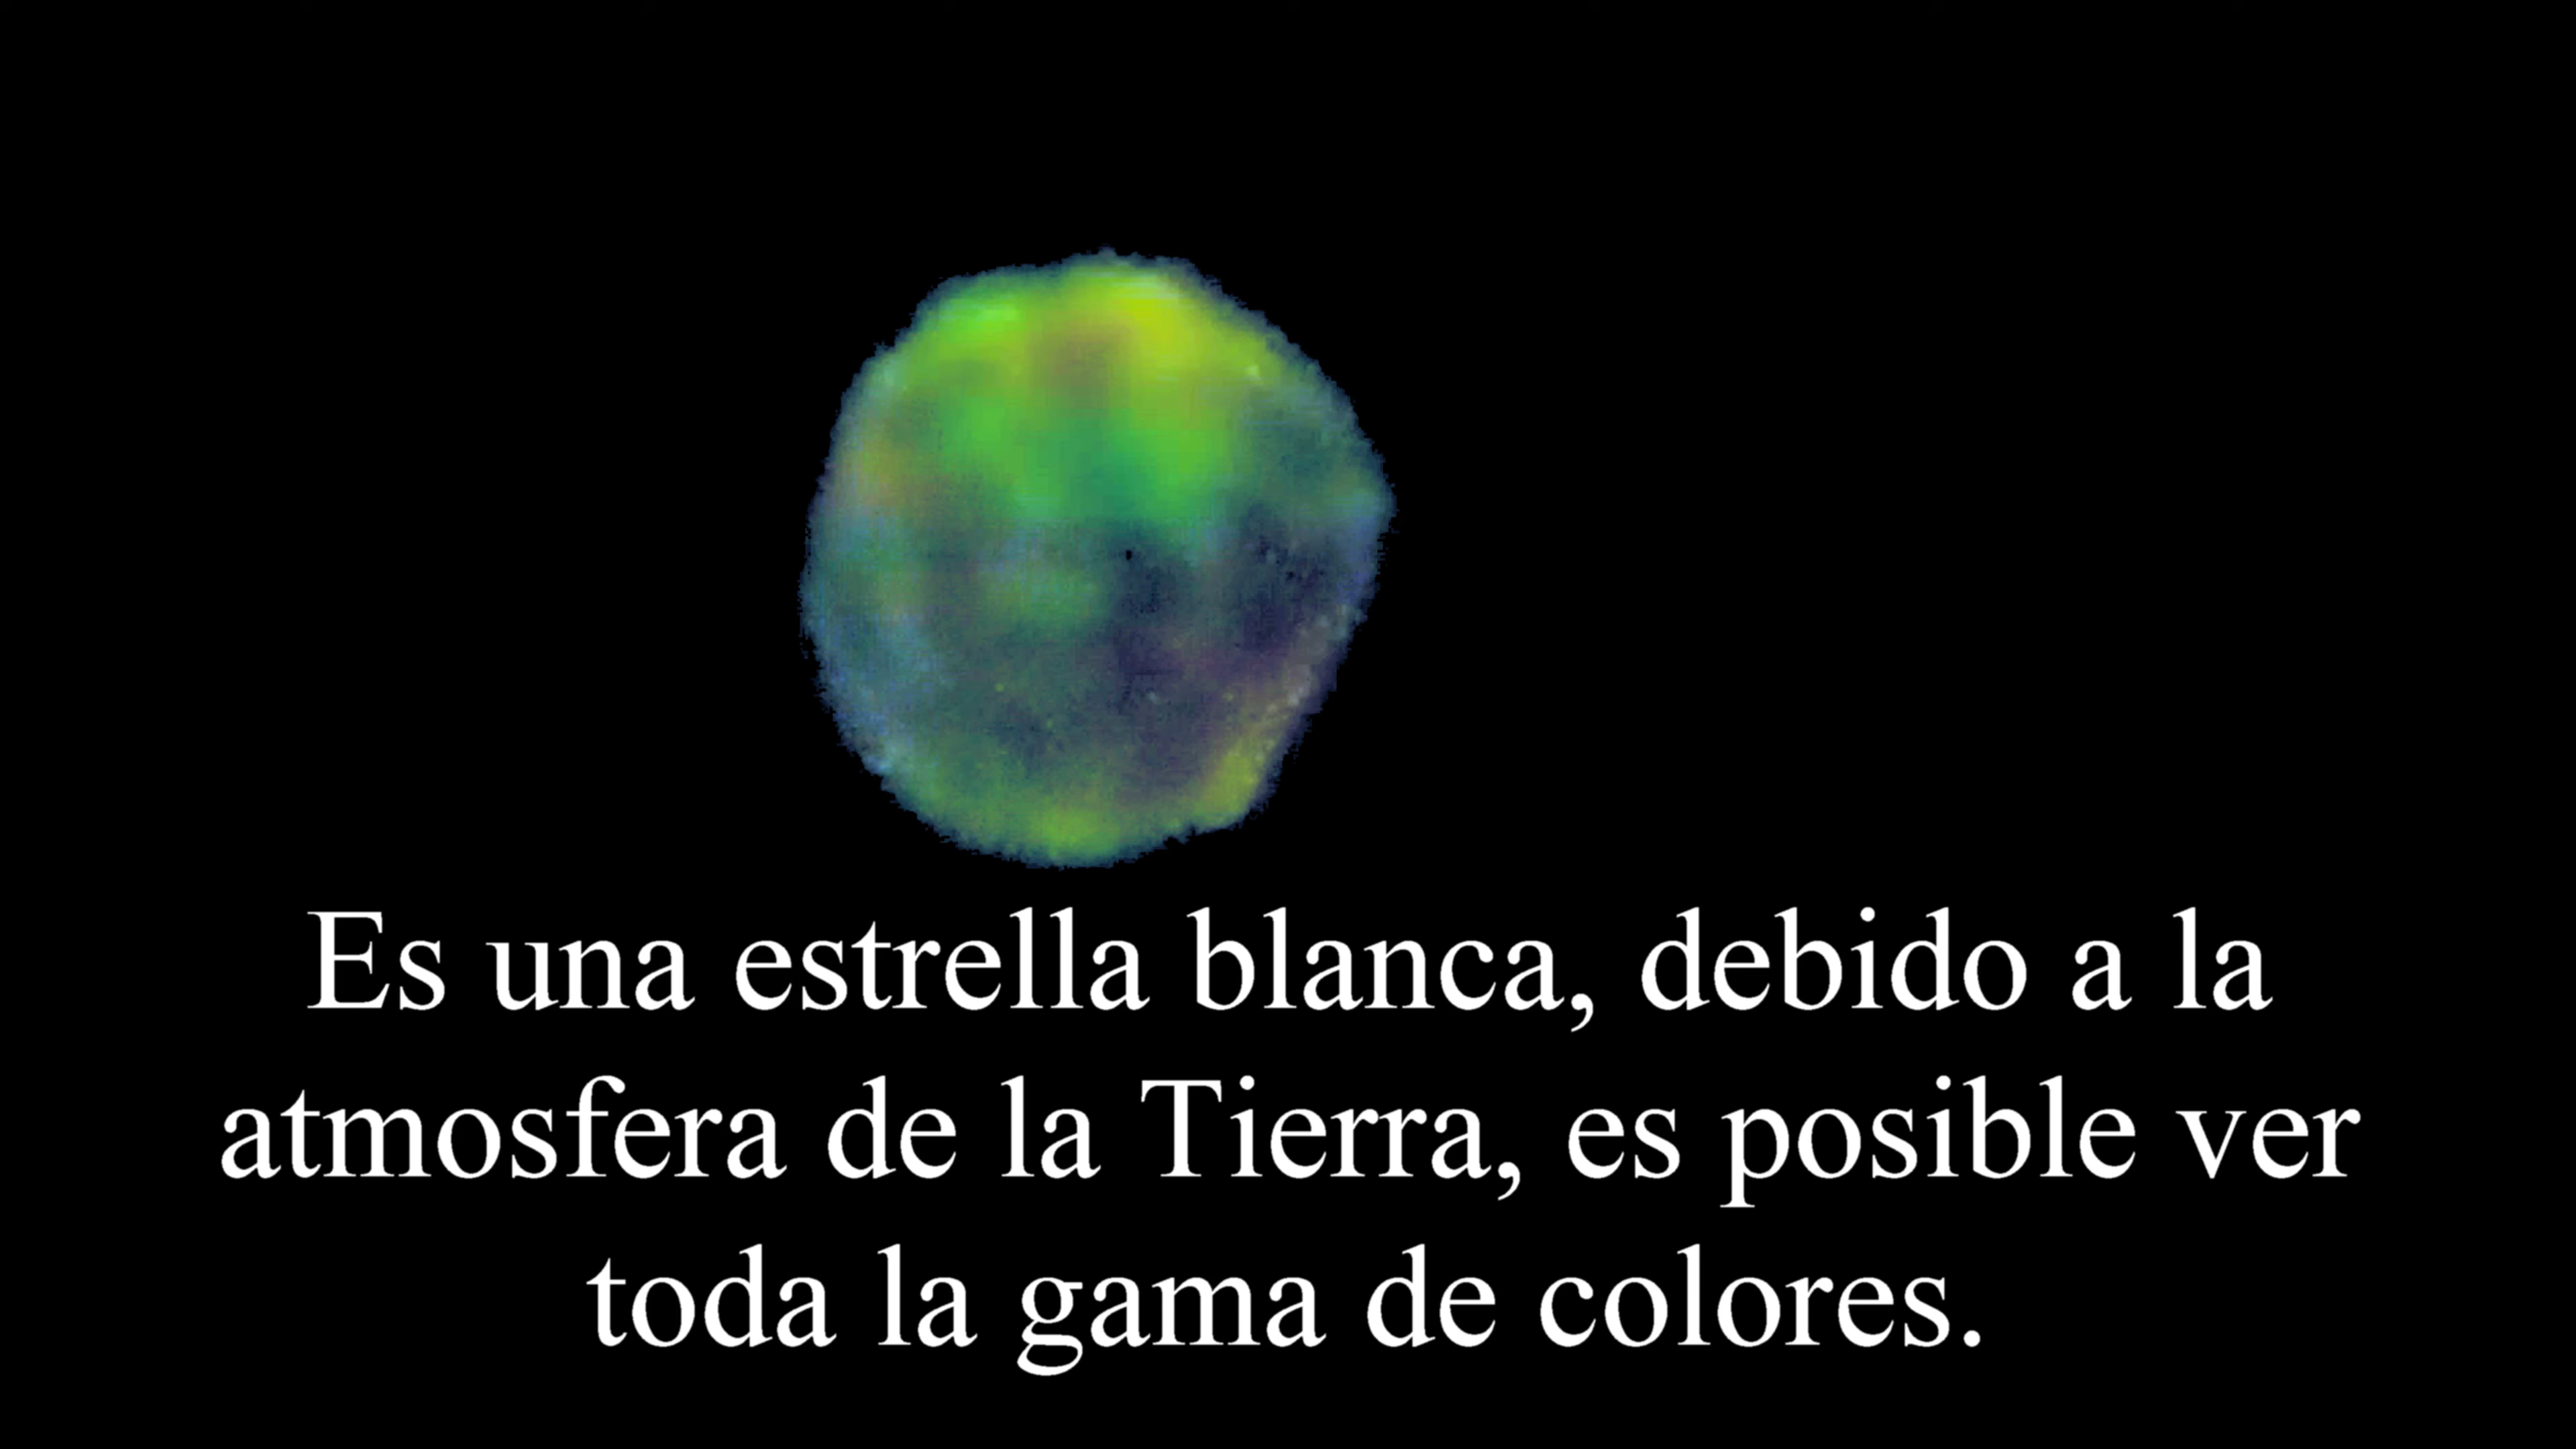 Es una estrella blanca, debido a la
atmosfera de la Tierra, es posible ver
toda la gama de colores.